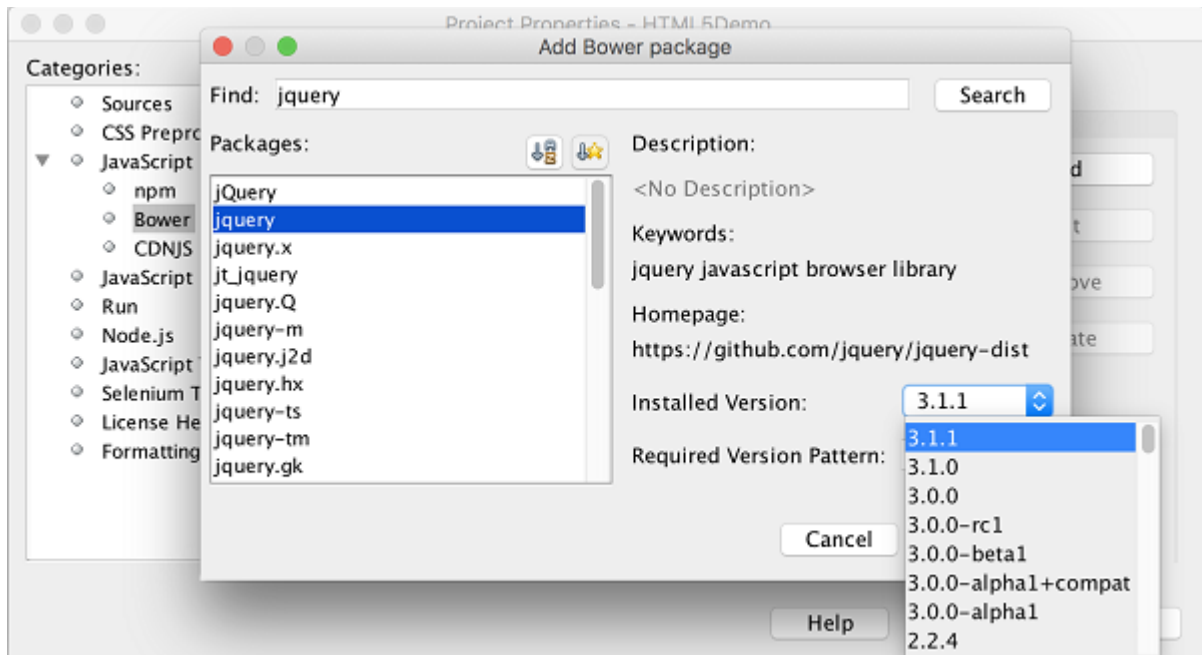 Project Properties - HTML5Demo
Add Bower package
Categories:
Sources
CSS Prepro
JavaScript
npm
Bower
CDNJS
JavaScript
Run
Node.js
JavaScript
Selenium T
License He
Formatting
Find: jquery
Search
Packages:
jQuery
jquery
jquery.x
jt_jquery
jquery.Q
jquery-m
jquery.j2d
jquery.hx
jquery-ts
jquery-tm
jquery.gk
Description:
<No Description>
Keywords:
jquery javascript browser library
Homepage:
https://github.com/jquery/jquery-dist
Installed Version: 3.1.1
Required Version Pattern:
3.1.1
3.1.0
3.0.0
3.0.0-rc1
3.0.0-beta1
3.0.0-alpha1+compat
3.0.0-alpha1
2.2.4
Cancel
Help